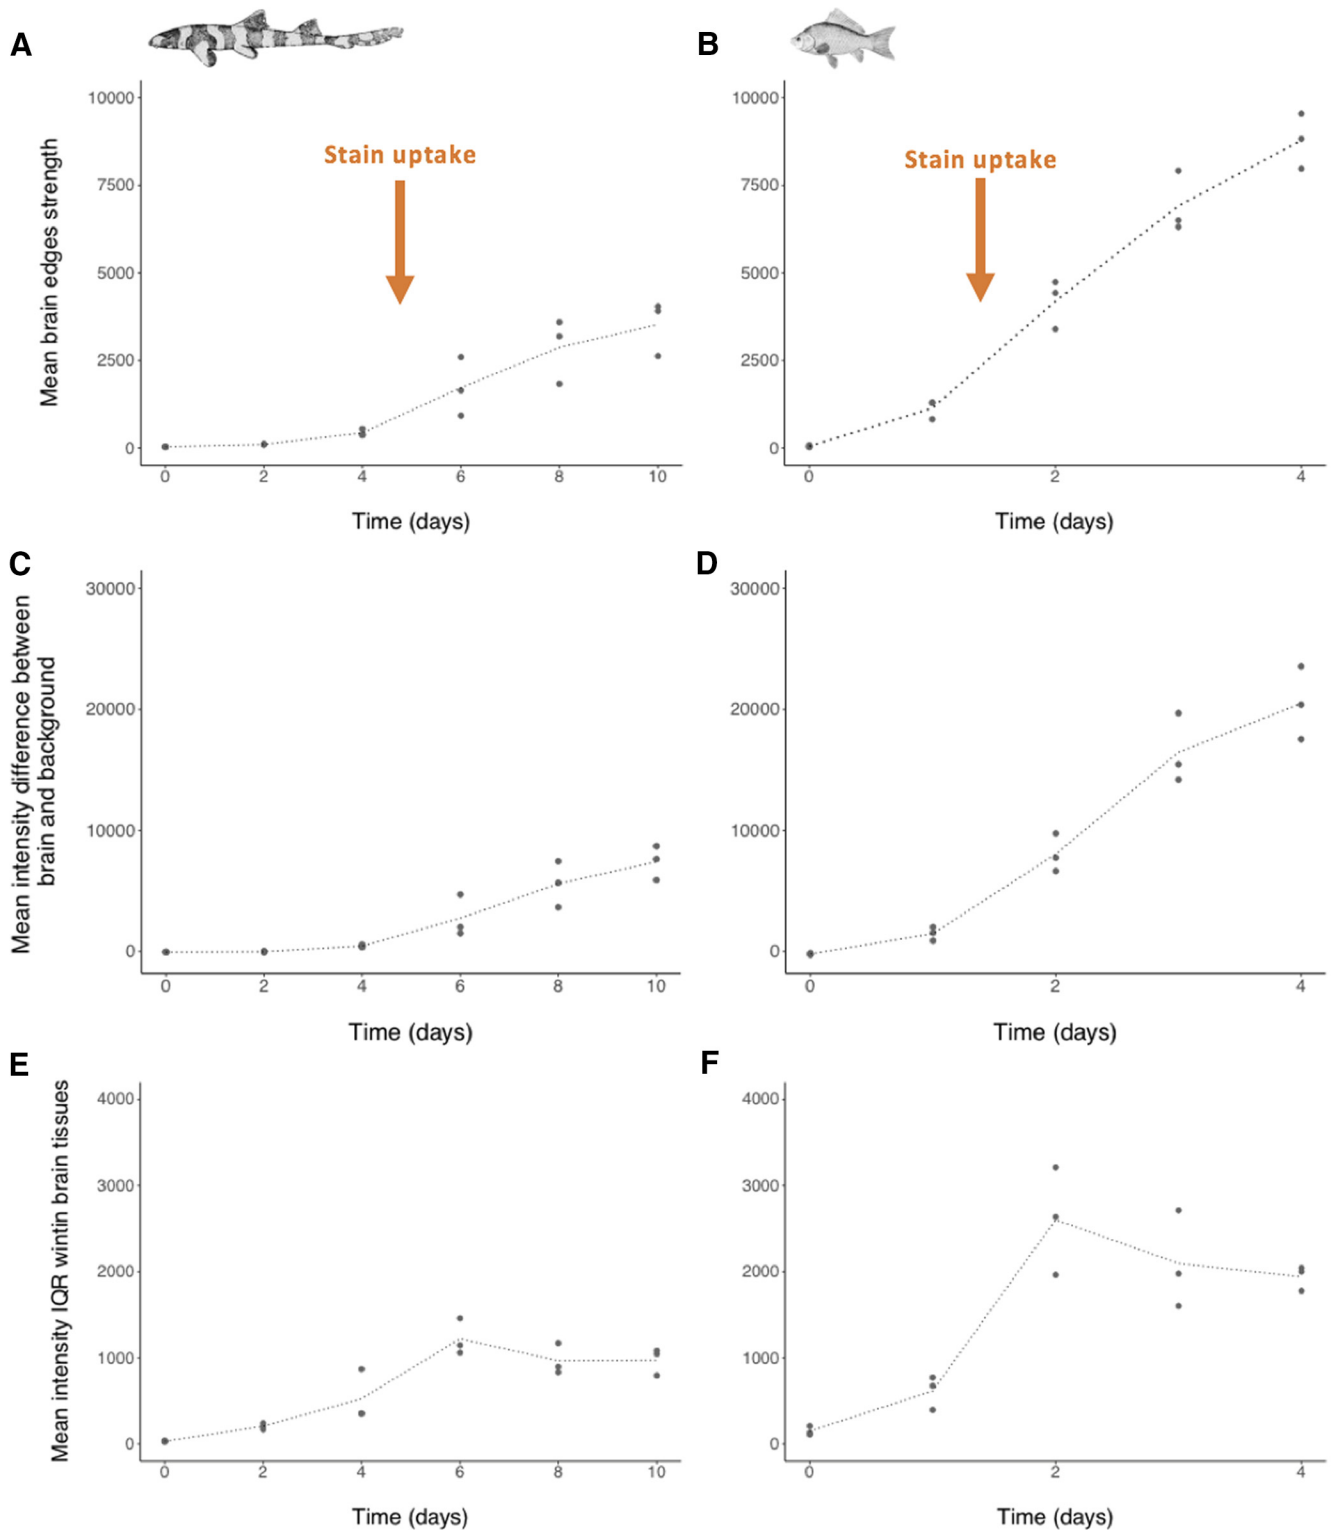 A
B
Stain uptake
Mean brain edges strength
10000
7500
5000
2500
0
0 2 4 6 8 10
Time (days)
Stain uptake
10000
7500
5000
2500
0
0 2 4
Time (days)
C
D
Mean intensity difference between
brain and background
30000
20000
10000
0
0 2 4 6 8 10
Time (days)
30000
20000
10000
0
0 2 4
Time (days)
E
F
Mean intensity IQR wintin brain tissues
4000
3000
2000
1000
0
0 2 4 6 8 10
Time (days)
4000
3000
2000
1000
0
0 2 4
Time (days)